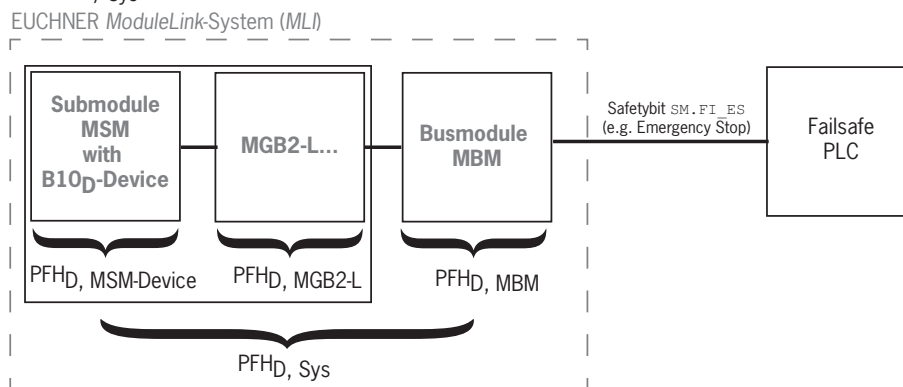 EUCHNER ModuleLink-System (MLI)
Submodule
MSM
with
B10D-Device
MGB2-L...
Busmodule
MBM
Safetybit SM.FI_ES
(e.g. Emergency Stop)
Failsafe
PLC
PFHD, MSM-Device
PFHD, MGB2-L
PFHD, MBM
PFHD, Sys